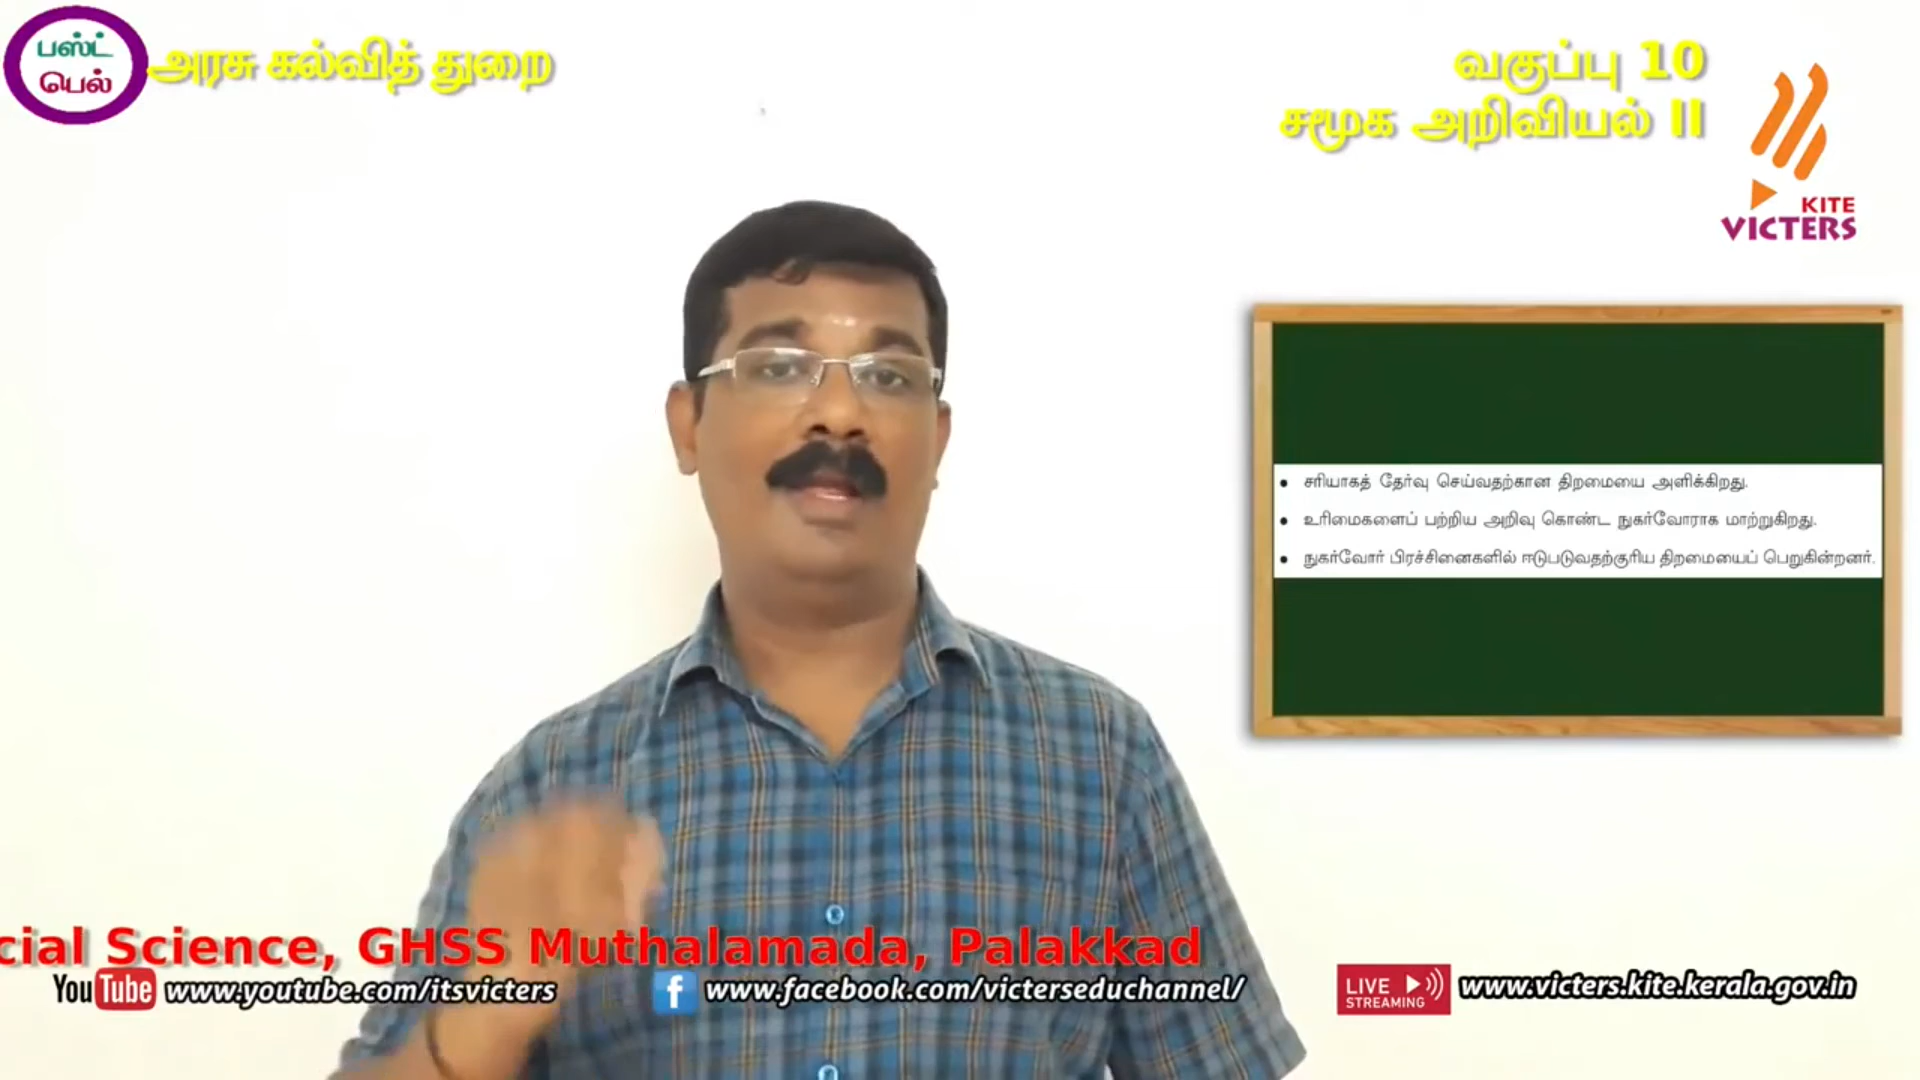 பஸ்ட்
பெல்
அரசு கல்வித் துறை
வகுப்பு 10
சமூக அறிவியல் II
KITE
VICTERS
• சரியாகத் தேர்வு செய்வதற்கான திறமையை அளிக்கிறது.
• உரிமைகளைப் பற்றிய அறிவு கொண்ட நுகர்வோராக மாற்றுகிறது.
• நுகர்வோர் பிரச்சினைகளில் ஈடுபடுவதற்குரிய திறமையைப் பெறுகின்றனர்.
cial Science, GHSS Muthalamada, Palakkad
YouTube www.youtube.com/itsvicters
f www.facebook.com/victerseduchannel/
LIVE STREAMING www.victers.kite.kerala.gov.in